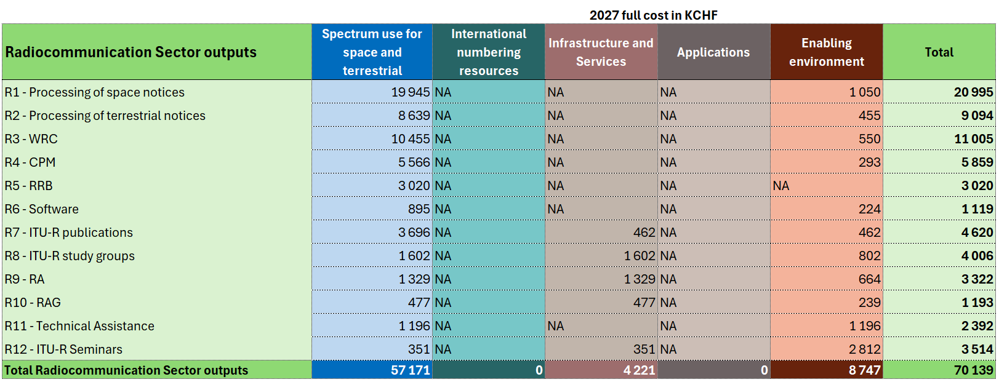 2027 full cost in KCHF
Radiocommunication Sector outputs Spectrum use for space and terrestrial International numbering resources Infrastructure and Services Applications Enabling environment Total
R1 - Processing of space notices 19 945 NA NA NA 1 050 20 995
R2 - Processing of terrestrial notices 8 639 NA NA NA 455 9 094
R3 - WRC 10 455 NA NA NA 550 11 005
R4 - CPM 5 566 NA NA NA 293 5 859
R5 - RRB 3 020 NA NA NA NA 3 020
R6 - Software 895 NA NA NA 224 1 119
R7 - ITU-R publications 3 696 NA 462 NA 462 4 620
R8 - ITU-R study groups 1 602 NA 1 602 NA 802 4 006
R9 - RA 1 329 NA 1 329 NA 664 3 322
R10 - RAG 477 NA 477 NA 239 1 193
R11 - Technical Assistance 1 196 NA NA NA 1 196 2 392
R12 - ITU-R Seminars 351 NA 351 NA 2 812 3 514
Total Radiocommunication Sector outputs 57 171 0 4 221 0 8 747 70 139